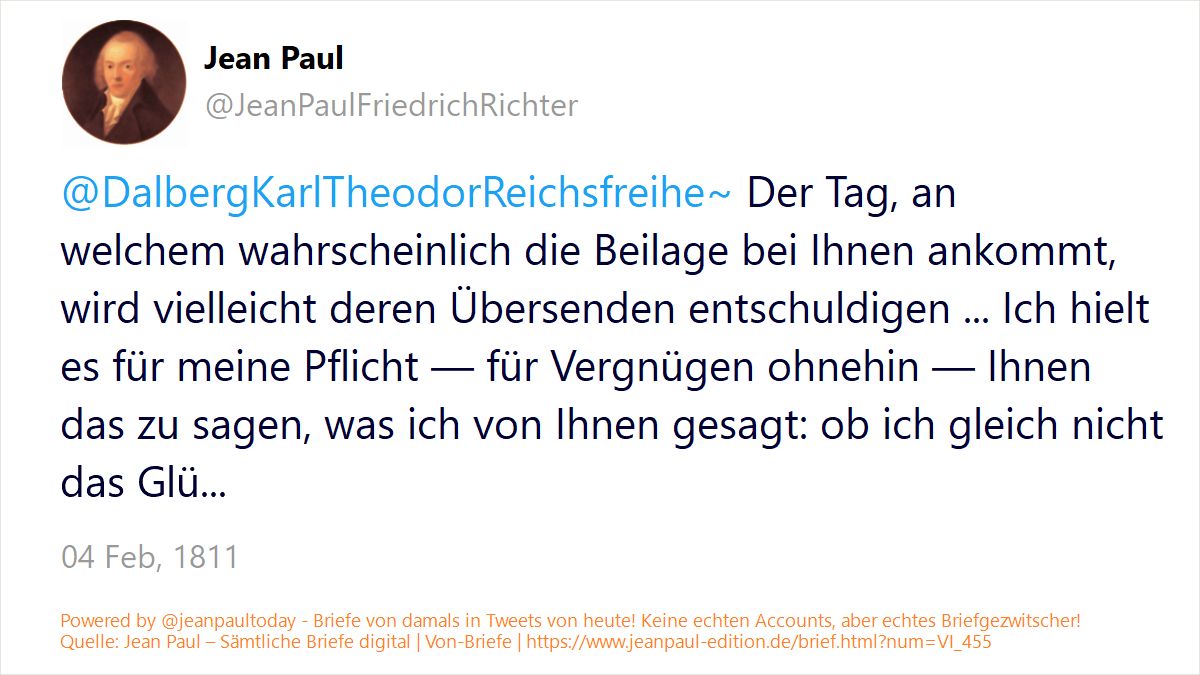 Jean Paul
@JeanPaulFriedrichRichter
@DalbergKarlTheodorReichsfreihe~ Der Tag, an
welchem wahrscheinlich die Beilage bei Ihnen ankommt,
wird vielleicht deren Übersenden entschuldigen ... Ich hielt
es für meine Pflicht — für Vergnügen ohnehin — Ihnen
das zu sagen, was ich von Ihnen gesagt: ob ich gleich nicht
das Glü...
04 Feb, 1811
Powered by @jeanpaultoday - Briefe von damals in Tweets von heute! Keine echten Accounts, aber echtes Briefgezwitscher!
Quelle: Jean Paul – Sämtliche Briefe digital | Von-Briefe | https://www.jeanpaul-edition.de/brief.html?num=VI_455